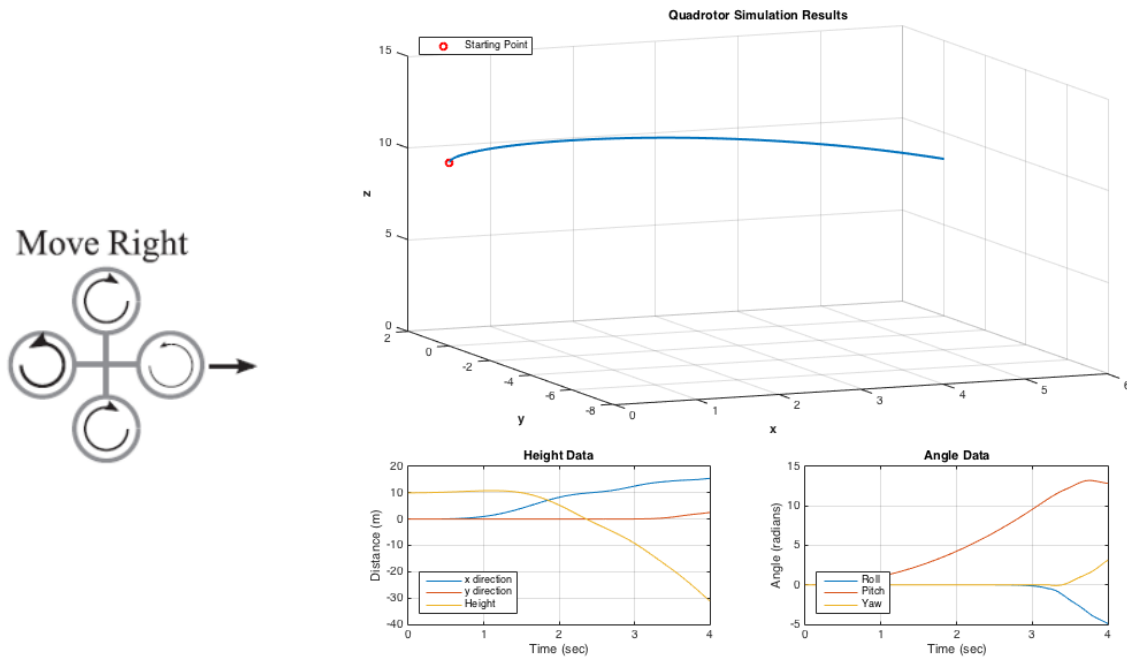 Move Right
Quadrotor Simulation Results
Starting Point
15
10
5
0
z
2
0
-2
-4
-6
-8
y
0
1
2
3
4
5
6
x
Height Data
20
10
0
-10
-20
-30
-40
Distance (m)
x direction
y direction
Height
0
1
2
3
4
Time (sec)
Angle Data
15
10
5
0
-5
Angle (radians)
Roll
Pitch
Yaw
0
1
2
3
4
Time (sec)